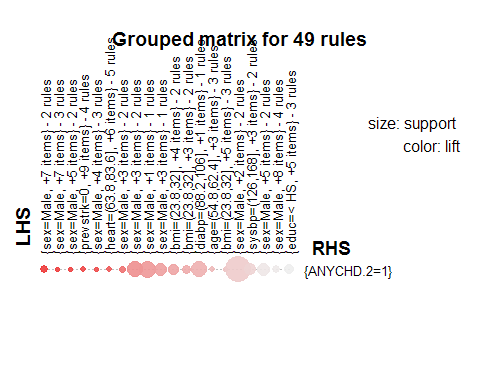 Grouped matrix for 49 rules
size: support
color: lift
LHS
{sex=Male, +7 items} - 2 rules
{sex=Male, +7 items} - 3 rules
{sex=Male, +5 items} - 2 rules
{prevstrk=0, +9 items} - 4 rules
{sex=Male, +4 items} - 3 rules
{heart=(63.8,83.6], +6 items} - 5 rules
{sex=Male, +3 items} - 2 rules
{sex=Male, +3 items} - 2 rules
{sex=Male, +1 items} - 1 rules
{sex=Male, +3 items} - 1 rules
{bmi=(23.8,32], +4 items} - 2 rules
{bmi=(23.8,32], +3 items} - 2 rules
{diabp=(88.2,106], +1 items} - 1 rules
{age=(54.8,62.4], +3 items} - 3 rules
{bmi=(23.8,32], +5 items} - 3 rules
{sex=Male, +2 items} - 2 rules
{sysbp=(126,168], +3 items} - 2 rules
{sex=Male, +5 items} - 2 rules
{sex=Male, +8 items} - 4 rules
{educ=< HS, +5 items} - 3 rules
RHS
{ANYCHD.2=1}